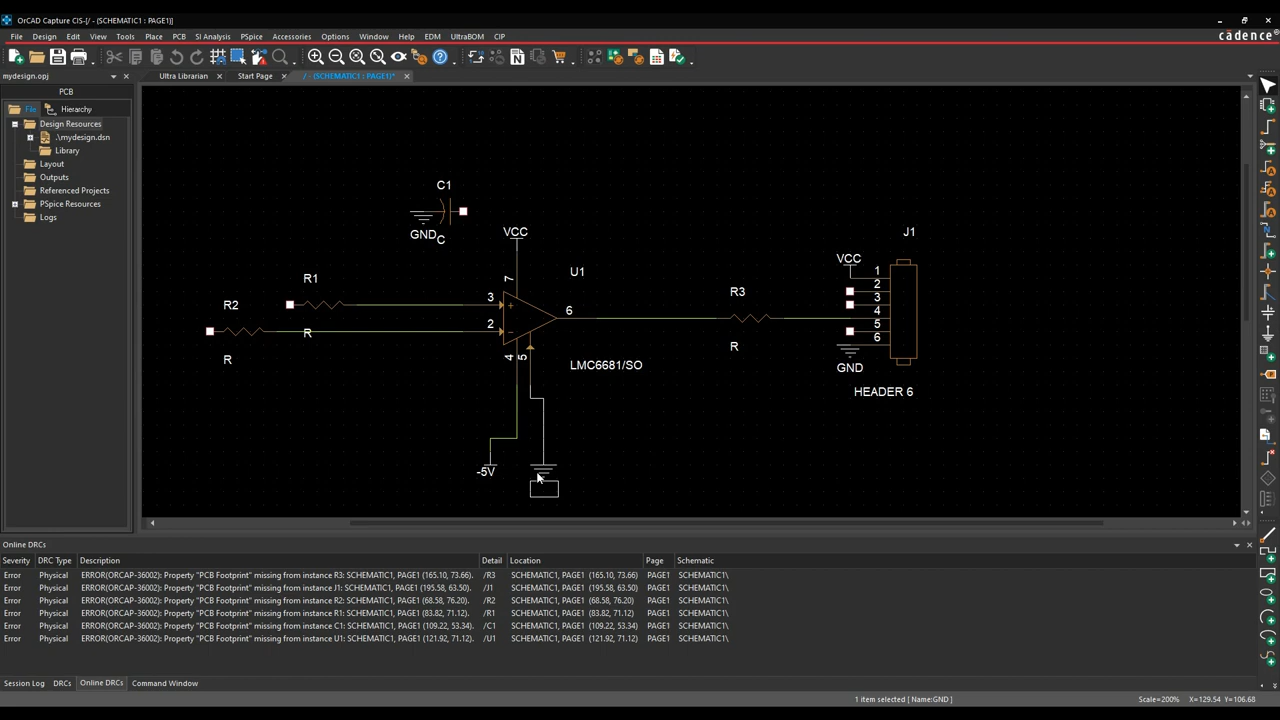 OrCAD Capture CIS-[/ - (SCHEMATIC1 : PAGE1)]
File Design Edit View Tools Place PCB SI Analysis PSpice Accessories Options Window Help EDM UltraBOM CIP
cādence
mydesign.opj
Ultra Librarian
Start Page
/ - (SCHEMATIC1 : PAGE1)*
PCB
File
Hierarchy
Design Resources
.\mydesign.dsn
Library
Layout
Outputs
Referenced Projects
PSpice Resources
Logs
C1
GND
C
VCC
J1
VCC
7
U1
R1
1
2
R2
3
R3
3
+
6
4
2
-
5
R
6
4
5
R
R
LMC6681/SO
GND
HEADER 6
-5V
Online DRCs
Severity DRC Type Description Detail Location Page Schematic
Error Physical ERROR(ORCAP-36002): Property "PCB Footprint" missing from instance R3: SCHEMATIC1, PAGE1 (165.10, 73.66). /R3 SCHEMATIC1, PAGE1 (165.10, 73.66) PAGE1 SCHEMATIC1\
Error Physical ERROR(ORCAP-36002): Property "PCB Footprint" missing from instance J1: SCHEMATIC1, PAGE1 (195.58, 63.50). /J1 SCHEMATIC1, PAGE1 (195.58, 63.50) PAGE1 SCHEMATIC1\
Error Physical ERROR(ORCAP-36002): Property "PCB Footprint" missing from instance R2: SCHEMATIC1, PAGE1 (68.58, 76.20). /R2 SCHEMATIC1, PAGE1 (68.58, 76.20) PAGE1 SCHEMATIC1\
Error Physical ERROR(ORCAP-36002): Property "PCB Footprint" missing from instance R1: SCHEMATIC1, PAGE1 (83.82, 71.12). /R1 SCHEMATIC1, PAGE1 (83.82, 71.12) PAGE1 SCHEMATIC1\
Error Physical ERROR(ORCAP-36002): Property "PCB Footprint" missing from instance C1: SCHEMATIC1, PAGE1 (109.22, 53.34). /C1 SCHEMATIC1, PAGE1 (109.22, 53.34) PAGE1 SCHEMATIC1\
Error Physical ERROR(ORCAP-36002): Property "PCB Footprint" missing from instance U1: SCHEMATIC1, PAGE1 (121.92, 71.12). /U1 SCHEMATIC1, PAGE1 (121.92, 71.12) PAGE1 SCHEMATIC1\
Session Log DRCs Online DRCs Command Window
1 item selected [ Name:GND ] Scale=200% X=129.54 Y=106.68